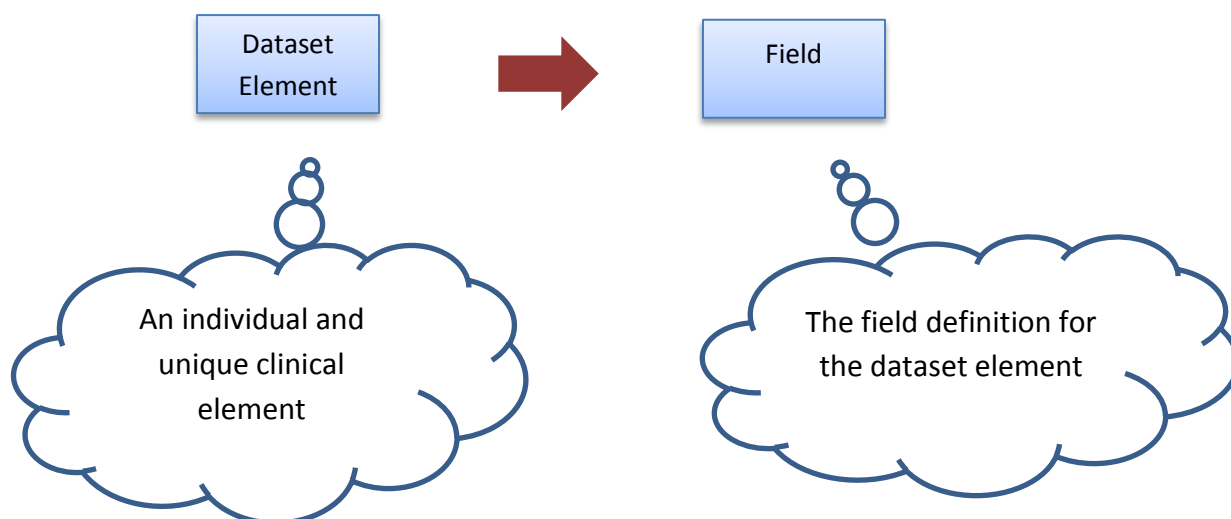 Dataset
Element
Field
An individual and
unique clinical
element
The field definition for
the dataset element